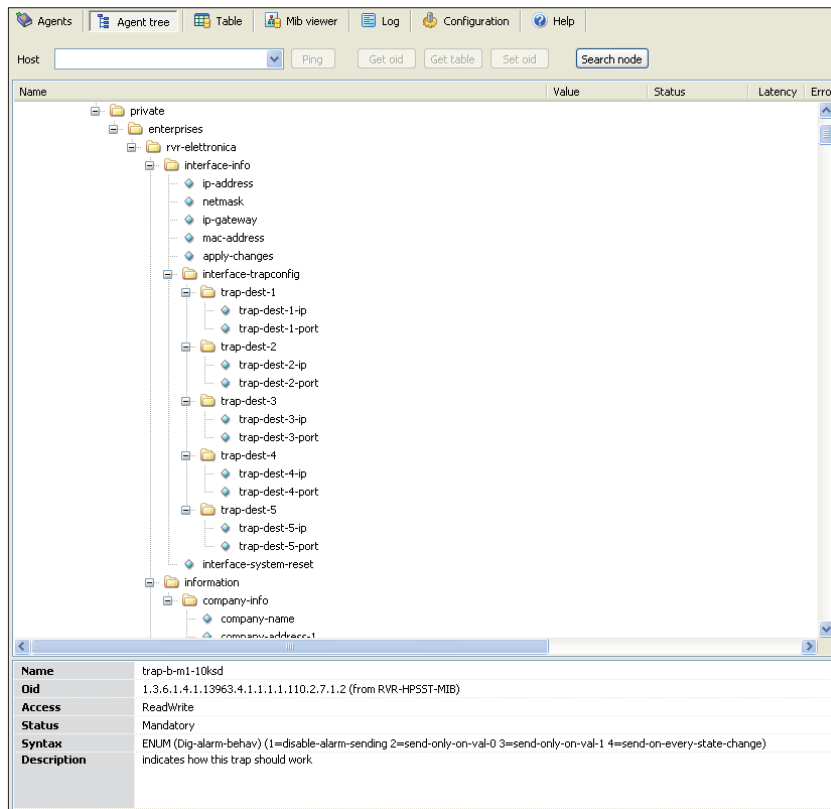 Agents Agent tree Table Mib viewer Log Configuration Help
Host Ping Get oid Get table Set oid Search node
Name Value Status Latency Erro
private
enterprises
rvr-elettronica
interface-info
ip-address
netmask
ip-gateway
mac-address
apply-changes
interface-trapconfig
trap-dest-1
trap-dest-1-ip
trap-dest-1-port
trap-dest-2
trap-dest-2-ip
trap-dest-2-port
trap-dest-3
trap-dest-3-ip
trap-dest-3-port
trap-dest-4
trap-dest-4-ip
trap-dest-4-port
trap-dest-5
trap-dest-5-ip
trap-dest-5-port
interface-system-reset
information
company-info
company-name
company-address-1
Name trap-b-m1-10ksd
Oid 1.3.6.1.4.1.13963.4.1.1.1.1.110.2.7.1.2 (from RVR-HPSST-MIB)
Access ReadWrite
Status Mandatory
Syntax ENUM (Dig-alarm-behav) (1=disable-alarm-sending 2=send-only-on-val-0 3=send-only-on-val-1 4=send-on-every-state-change)
Description indicates how this trap should work